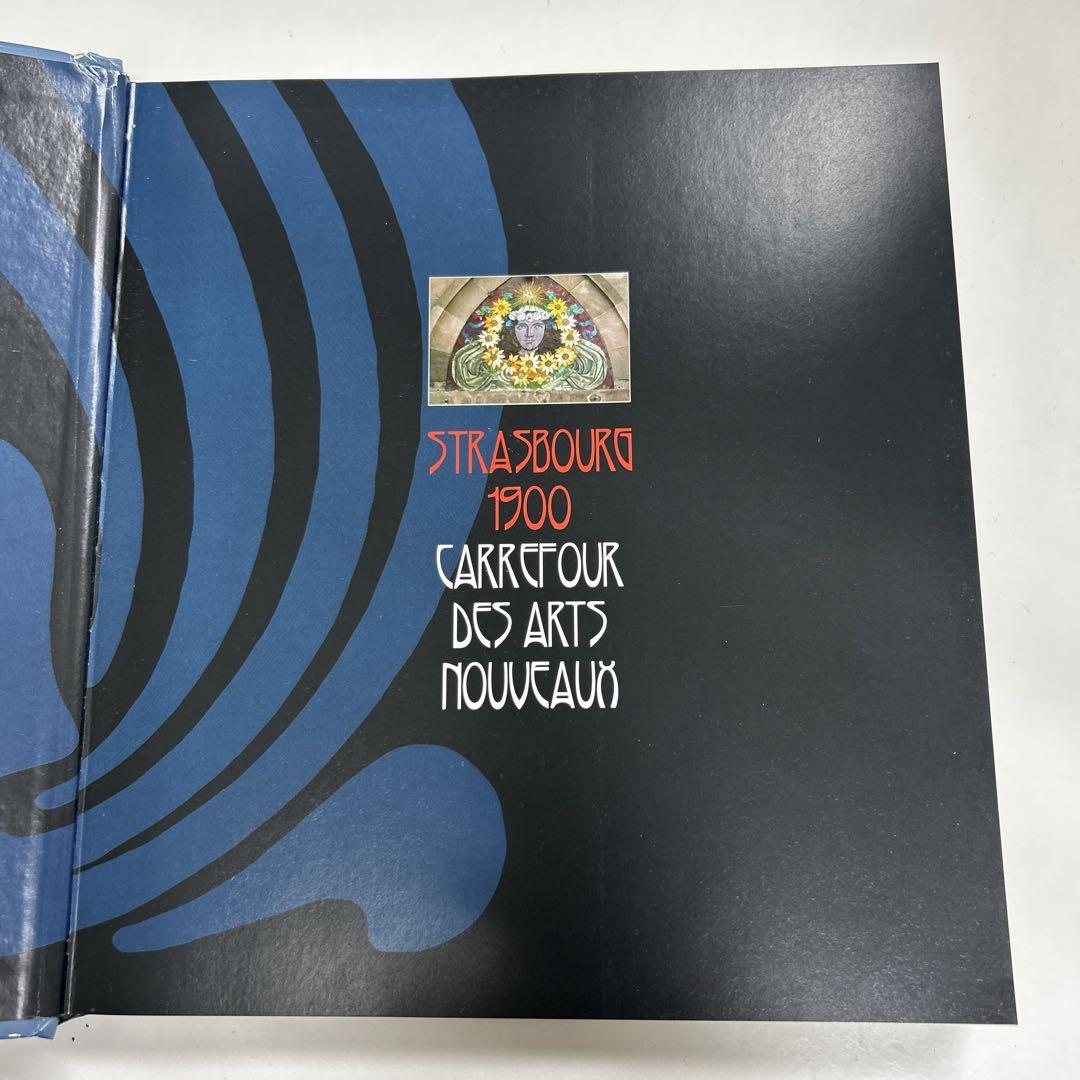 STRASBOURG
1900
CARREFOUR
DES ARTS
NOUVEAUX